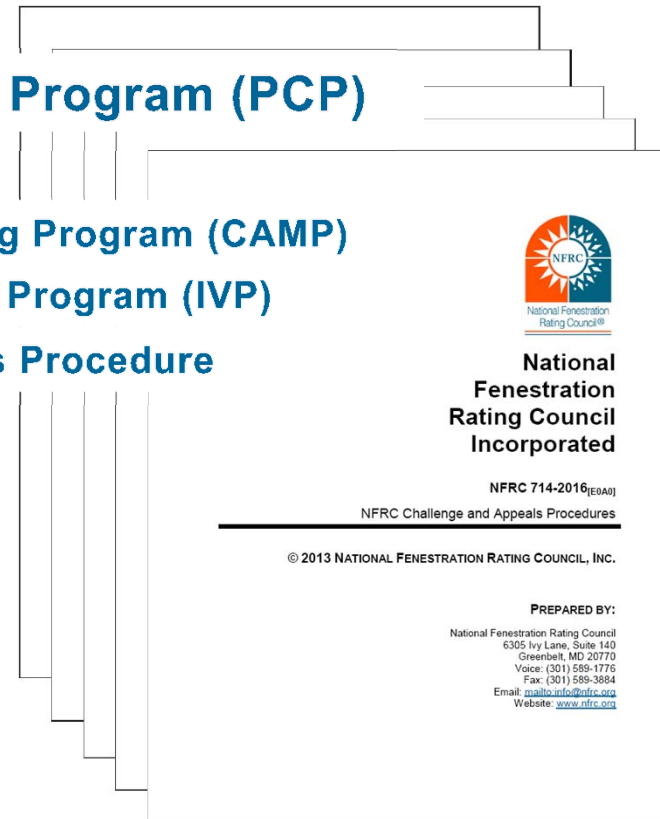 Program (PCP)
g Program (CAMP)
Program (IVP)
s Procedure
NFRC
National Fenestration
Rating Council®
National
Fenestration
Rating Council
Incorporated
NFRC 714-2016[E0A0]
NFRC Challenge and Appeals Procedures
© 2013 NATIONAL FENESTRATION RATING COUNCIL, INC.
PREPARED BY:
National Fenestration Rating Council
6305 Ivy Lane, Suite 140
Greenbelt, MD 20770
Voice: (301) 589-1776
Fax: (301) 589-3884
Email: mailto:info@nfrc.org
Website: www.nfrc.org